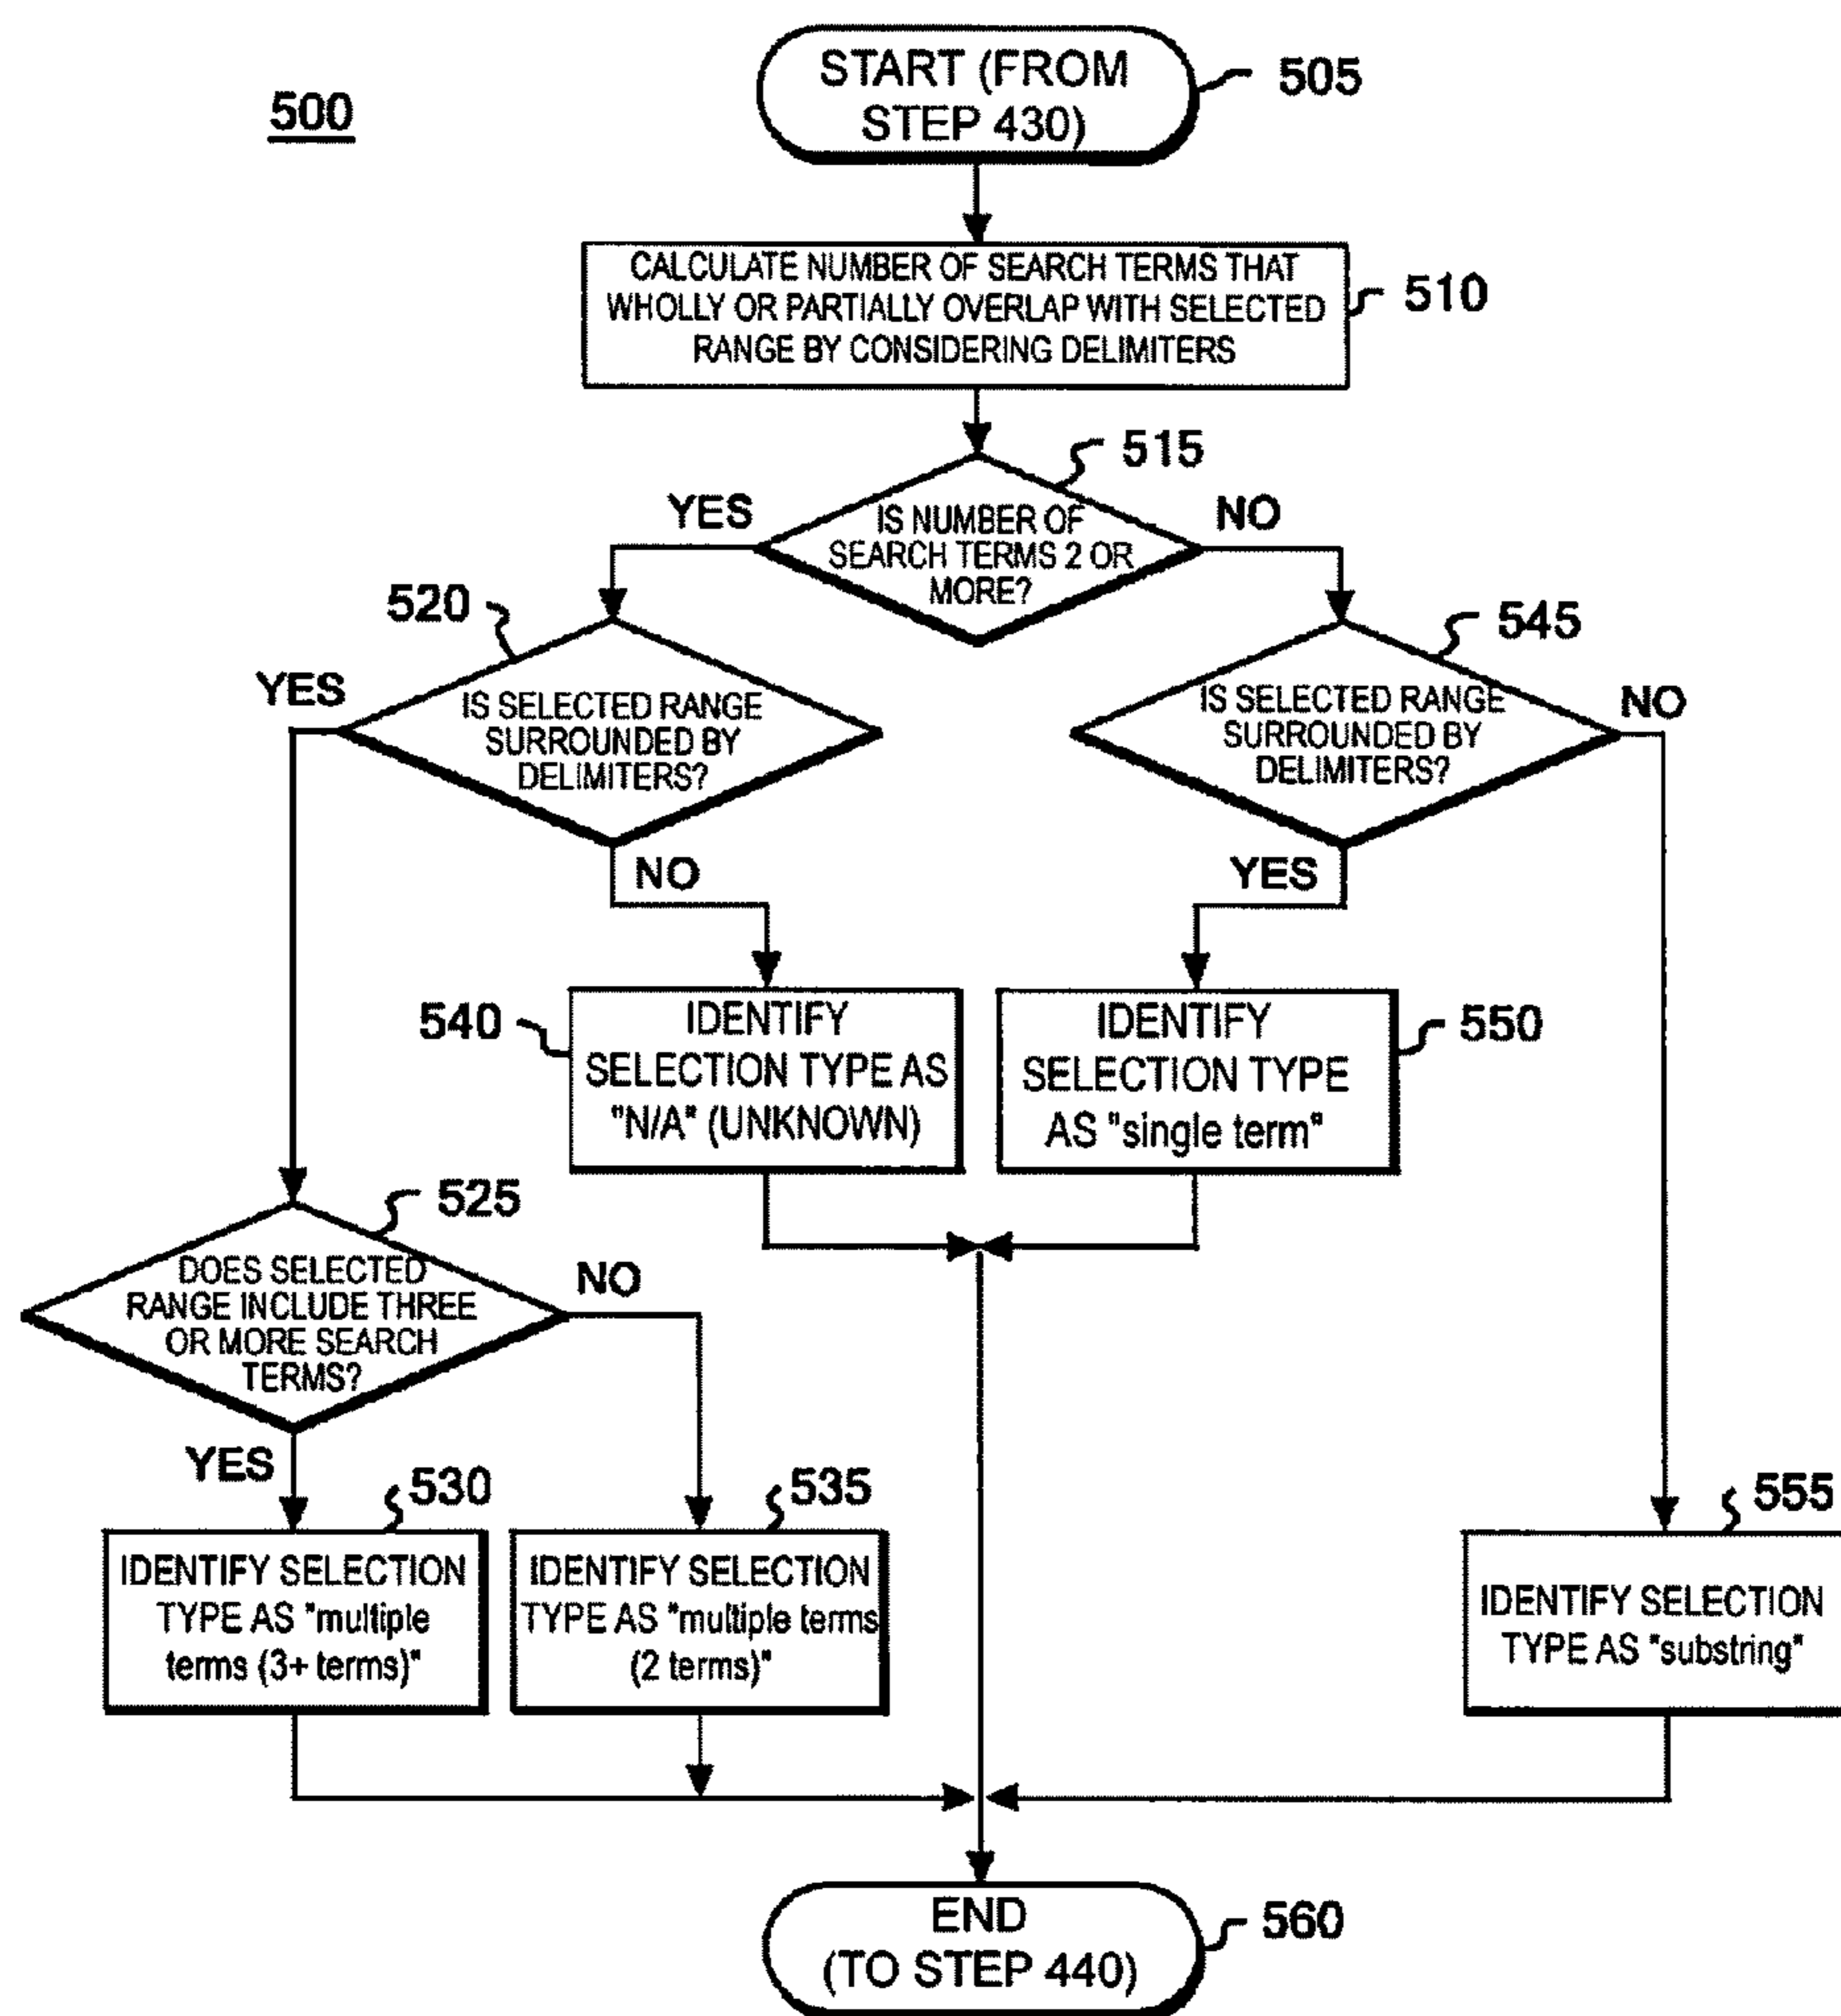 500
START (FROM
STEP 430)
505
CALCULATE NUMBER OF SEARCH TERMS THAT
WHOLLY OR PARTIALLY OVERLAP WITH SELECTED
RANGE BY CONSIDERING DELIMITERS
510
515
YES
NO
IS NUMBER OF
SEARCH TERMS 2 OR
MORE?
520
545
YES
IS SELECTED RANGE
SURROUNDED BY
DELIMITERS?
IS SELECTED RANGE
SURROUNDED BY
DELIMITERS?
NO
NO
YES
540
IDENTIFY
SELECTION TYPE AS
"N/A" (UNKNOWN)
IDENTIFY
SELECTION TYPE
AS "single term"
550
525
DOES SELECTED
RANGE INCLUDE THREE
OR MORE SEARCH
TERMS?
NO
YES
530
535
555
IDENTIFY SELECTION
TYPE AS "multiple
terms (3+ terms)"
IDENTIFY SELECTION
TYPE AS "multiple terms
(2 terms)"
IDENTIFY SELECTION
TYPE AS "substring"
END
(TO STEP 440)
560